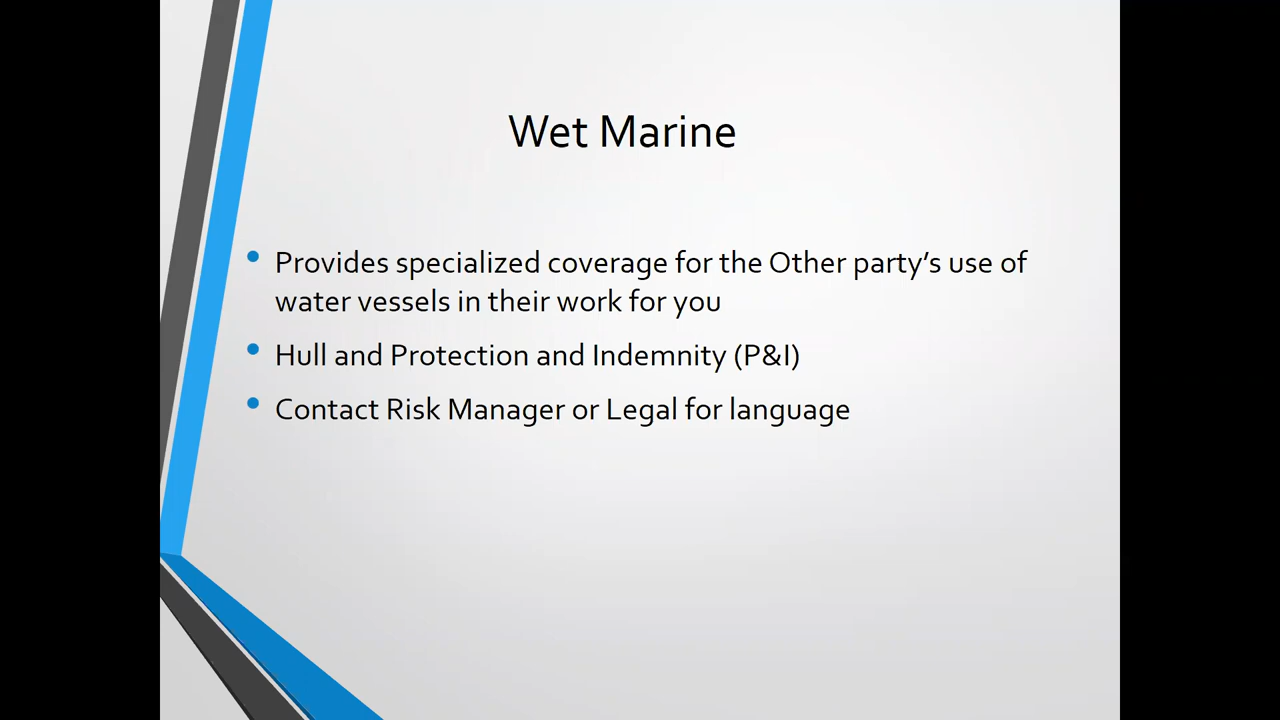 Wet Marine
Provides specialized coverage for the Other party’s use of
water vessels in their work for you
Hull and Protection and Indemnity (P&I)
Contact Risk Manager or Legal for language